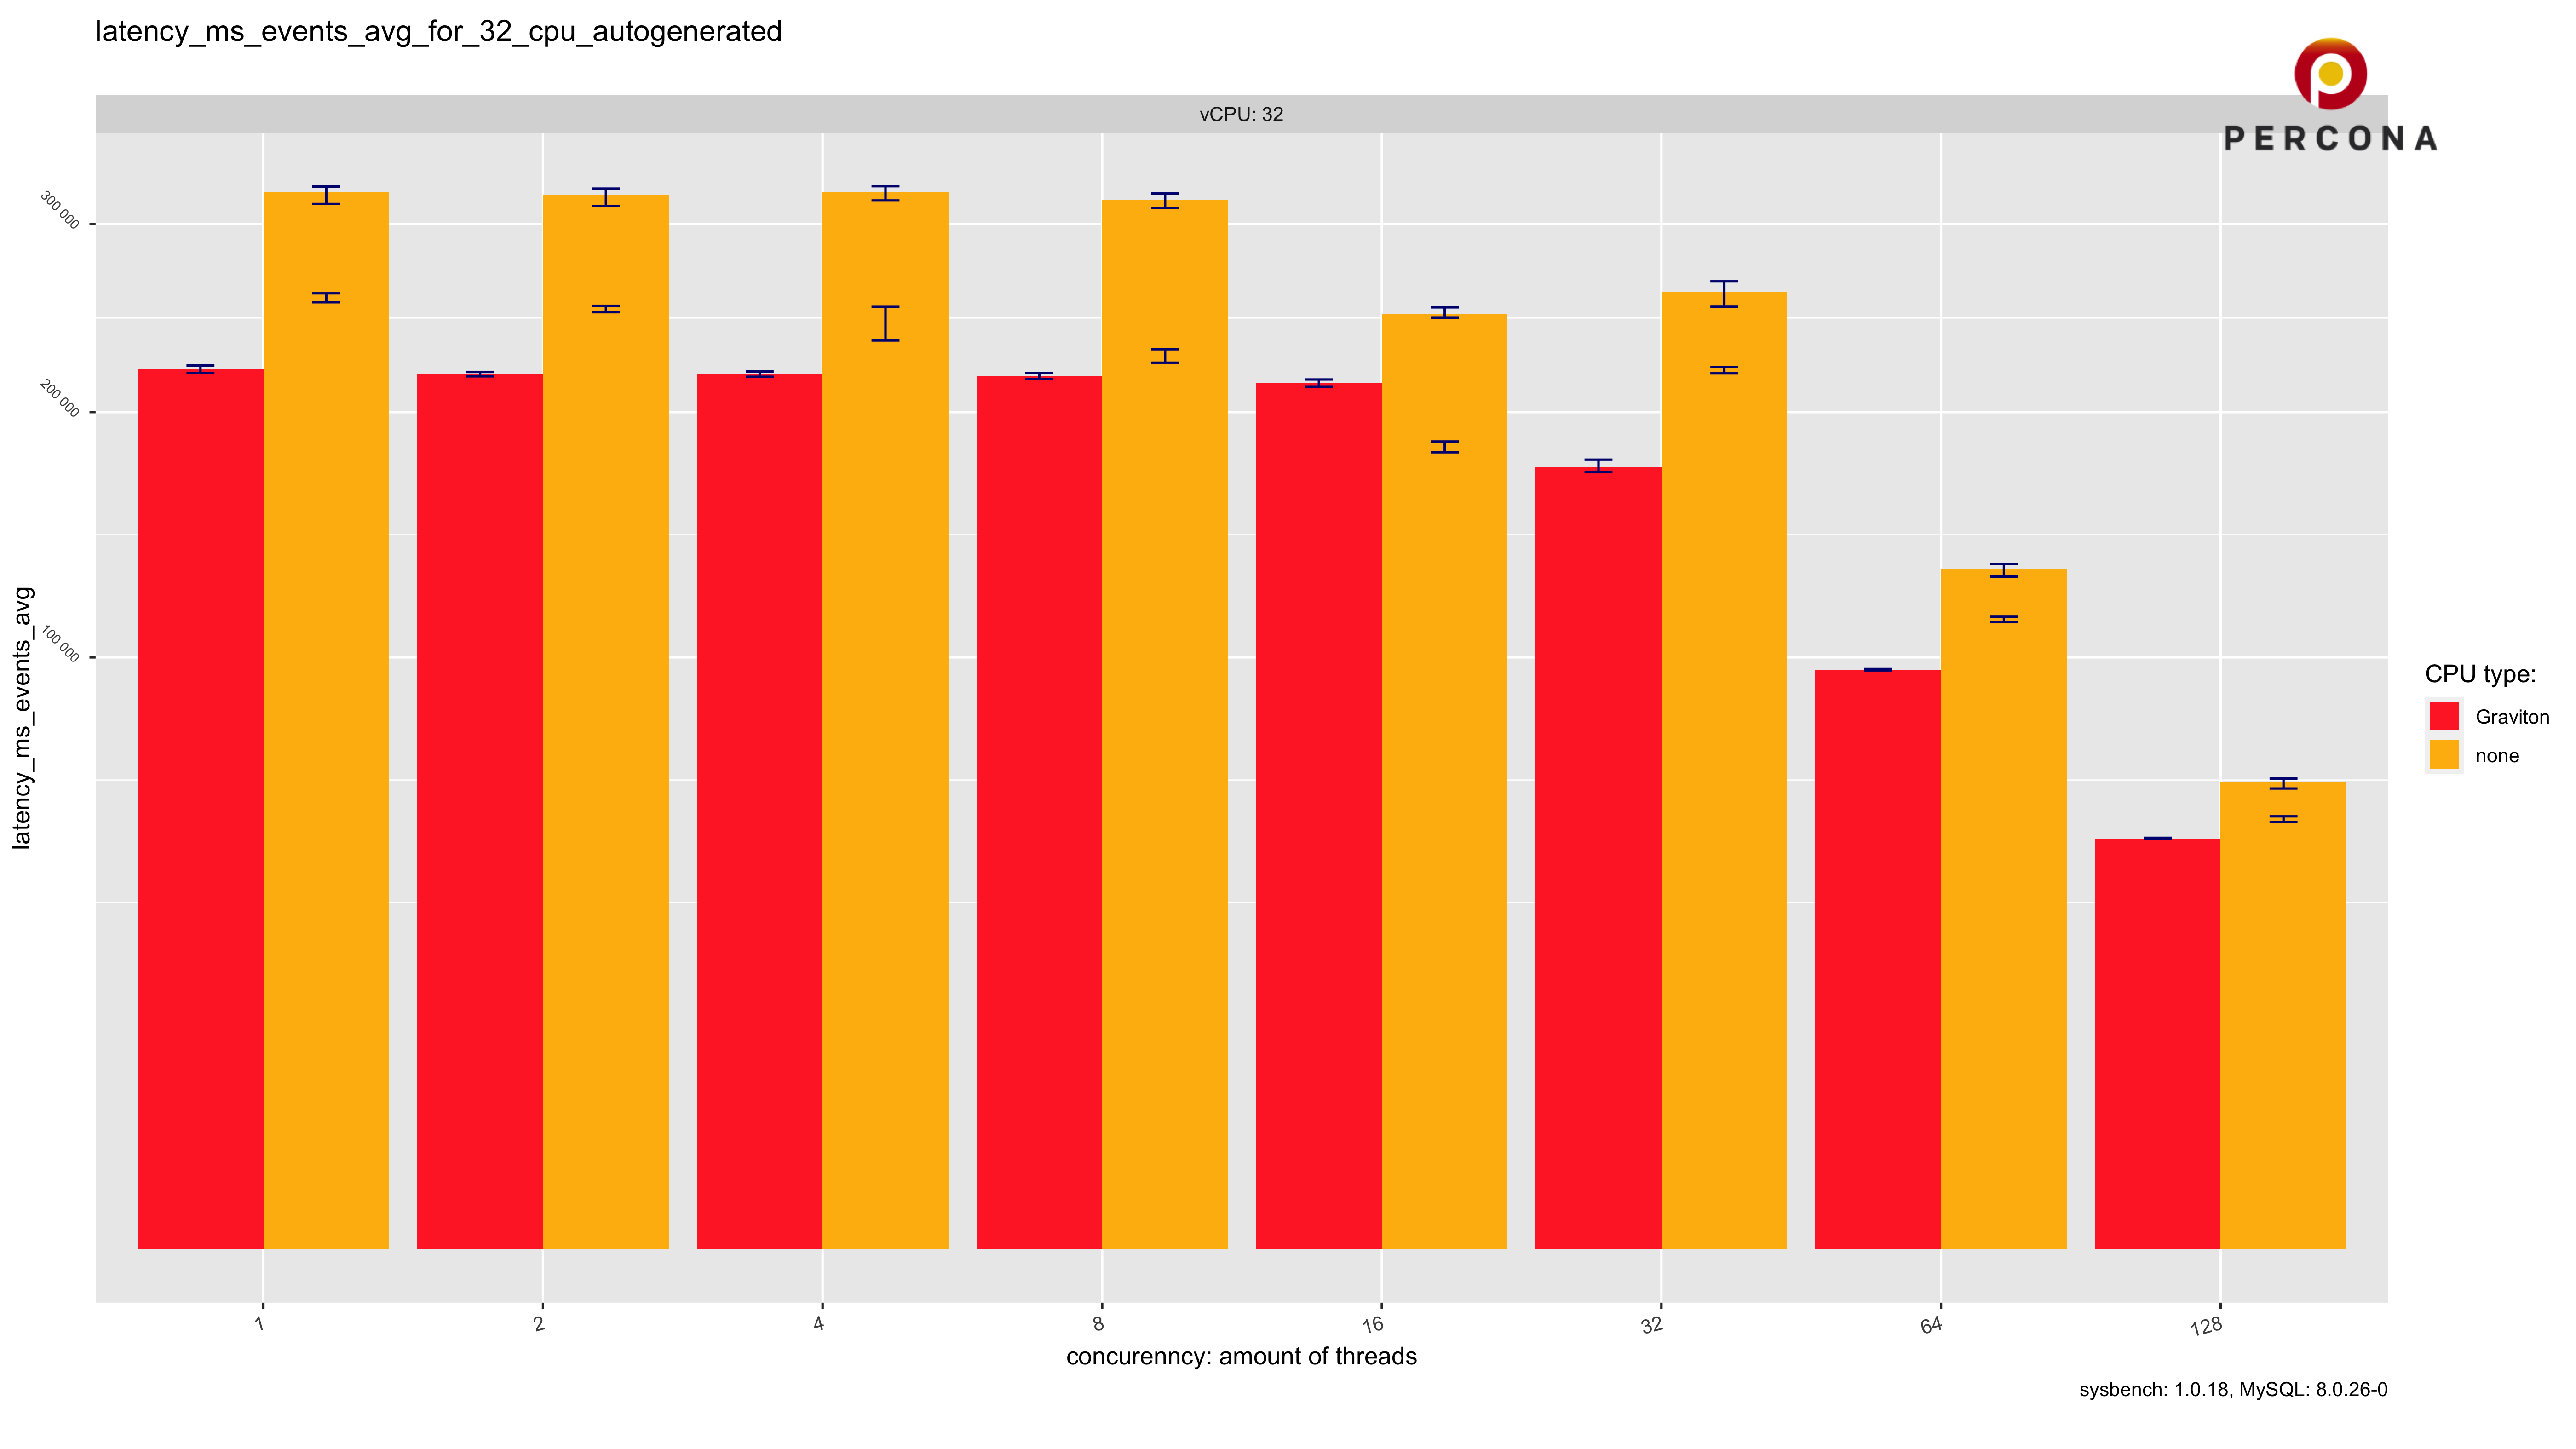 latency_ms_events_avg_for_32_cpu_autogenerated
PERCONA
vCPU: 32
300 000
200 000
100 000
latency_ms_events_avg
CPU type:
Graviton
none
1 2 4 8 16 32 64 128
concurenncy: amount of threads
sysbench: 1.0.18, MySQL: 8.0.26-0